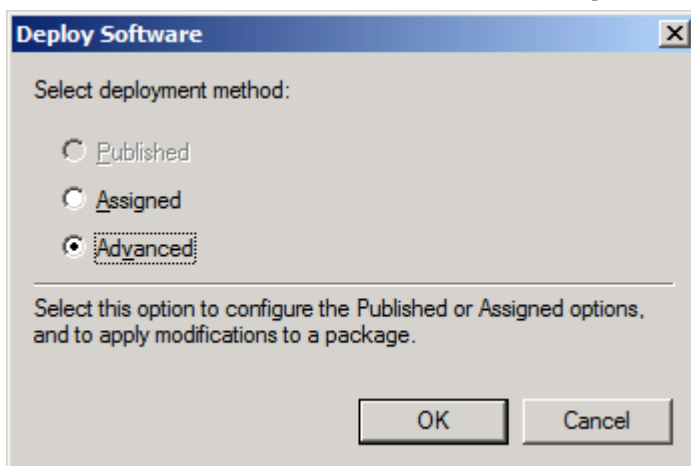 Deploy Software
Select deployment method:
Published
Assigned
Advanced
Select this option to configure the Published or Assigned options,
and to apply modifications to a package.
OK Cancel